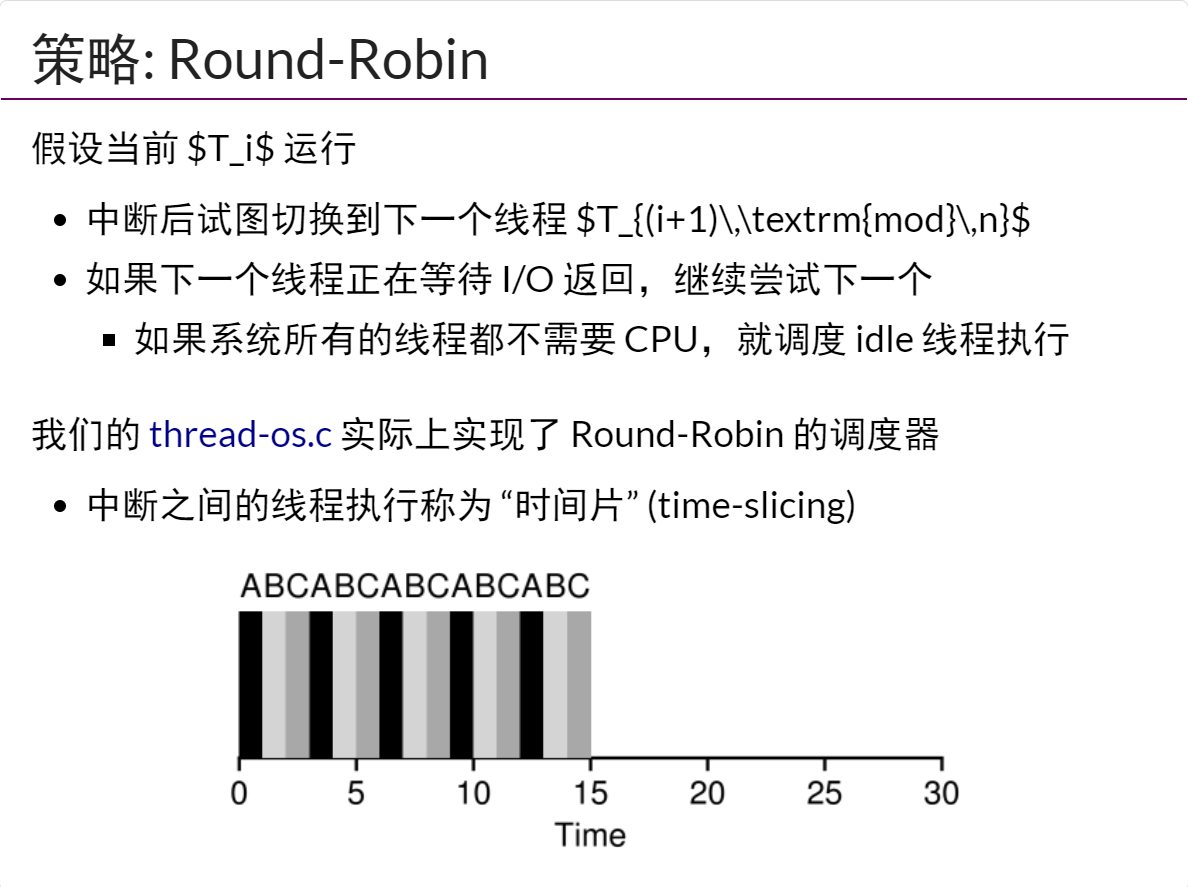 策略: Round-Robin
假设当前 $T_i$ 运行
• 中断后试图切换到下一个线程 $T_{(i+1)\,\textrm{mod}\,n}$
• 如果下一个线程正在等待 I/O 返回，继续尝试下一个
▪ 如果系统所有的线程都不需要 CPU，就调度 idle 线程执行
我们的 thread-os.c 实际上实现了 Round-Robin 的调度器
• 中断之间的线程执行称为 “时间片” (time-slicing)
ABCABCABCABCABC
0 5 10 15 20 25 30
Time